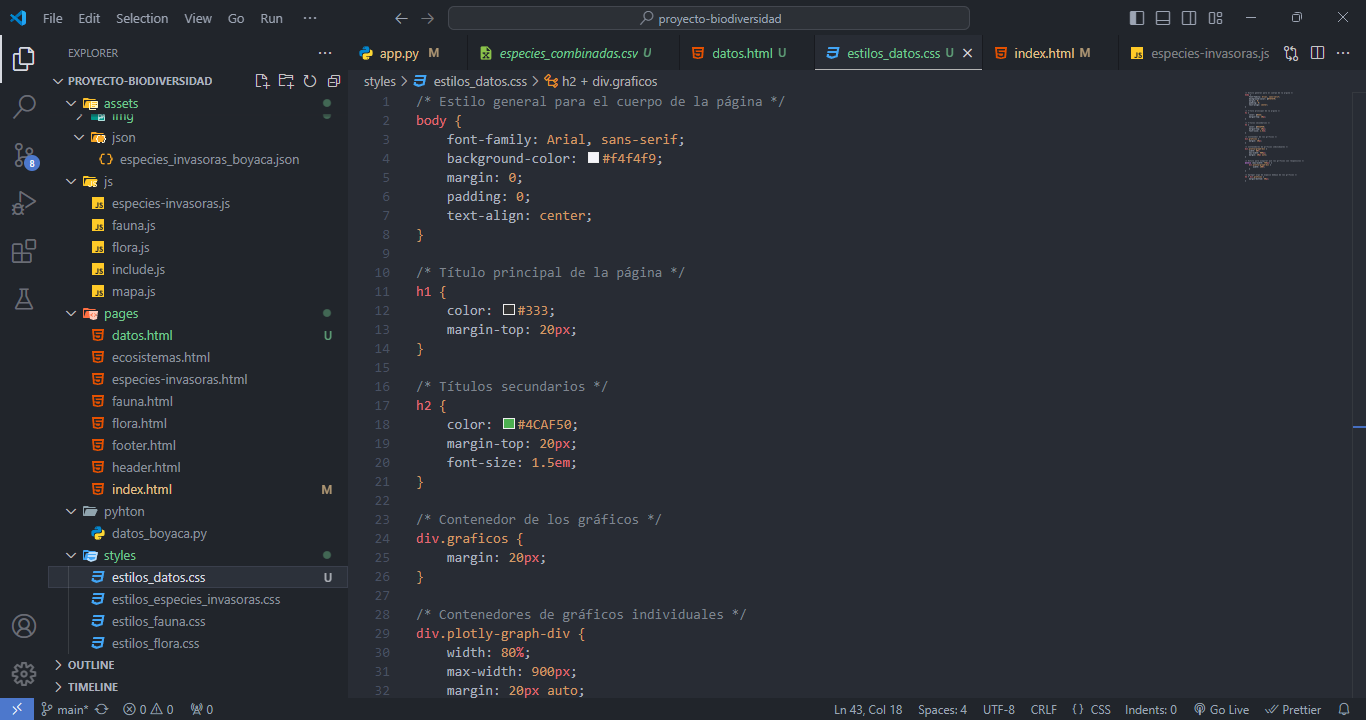 File Edit Selection View Go Run ··· proyecto-biodiversidad
EXPLORER ···
app.py M especies_combinadas.csv U datos.html U estilos_datos.css U index.html M especies-invasoras.js ···
PROYECTO-BIODIVERSIDAD
assets
img
json
especies_invasoras_boyaca.json
js
especies-invasoras.js
fauna.js
flora.js
include.js
mapa.js
pages
datos.html U
ecosistemas.html
especies-invasoras.html
fauna.html
flora.html
footer.html
header.html
index.html M
pyhton
datos_boyaca.py
styles
estilos_datos.css U
estilos_especies_invasoras.css
estilos_fauna.css
estilos_flora.css
OUTLINE
TIMELINE
8
styles > estilos_datos.css > h2 + div.graficos
1 /* Estilo general para el cuerpo de la página */
2 body {
3 font-family: Arial, sans-serif;
4 background-color: #f4f4f9;
5 margin: 0;
6 padding: 0;
7 text-align: center;
8 }
9
10 /* Título principal de la página */
11 h1 {
12 color: #333;
13 margin-top: 20px;
14 }
15
16 /* Títulos secundarios */
17 h2 {
18 color: #4CAF50;
19 margin-top: 20px;
20 font-size: 1.5em;
21 }
22
23 /* Contenedor de los gráficos */
24 div.graficos {
25 margin: 20px;
26 }
27
28 /* Contenedores de gráficos individuales */
29 div.plotly-graph-div {
30 width: 80%;
31 max-width: 900px;
32 margin: 20px auto;
main* 0 0 0 Ln 43, Col 18 Spaces: 4 UTF-8 CRLF {} CSS Indents: 0 Go Live Prettier